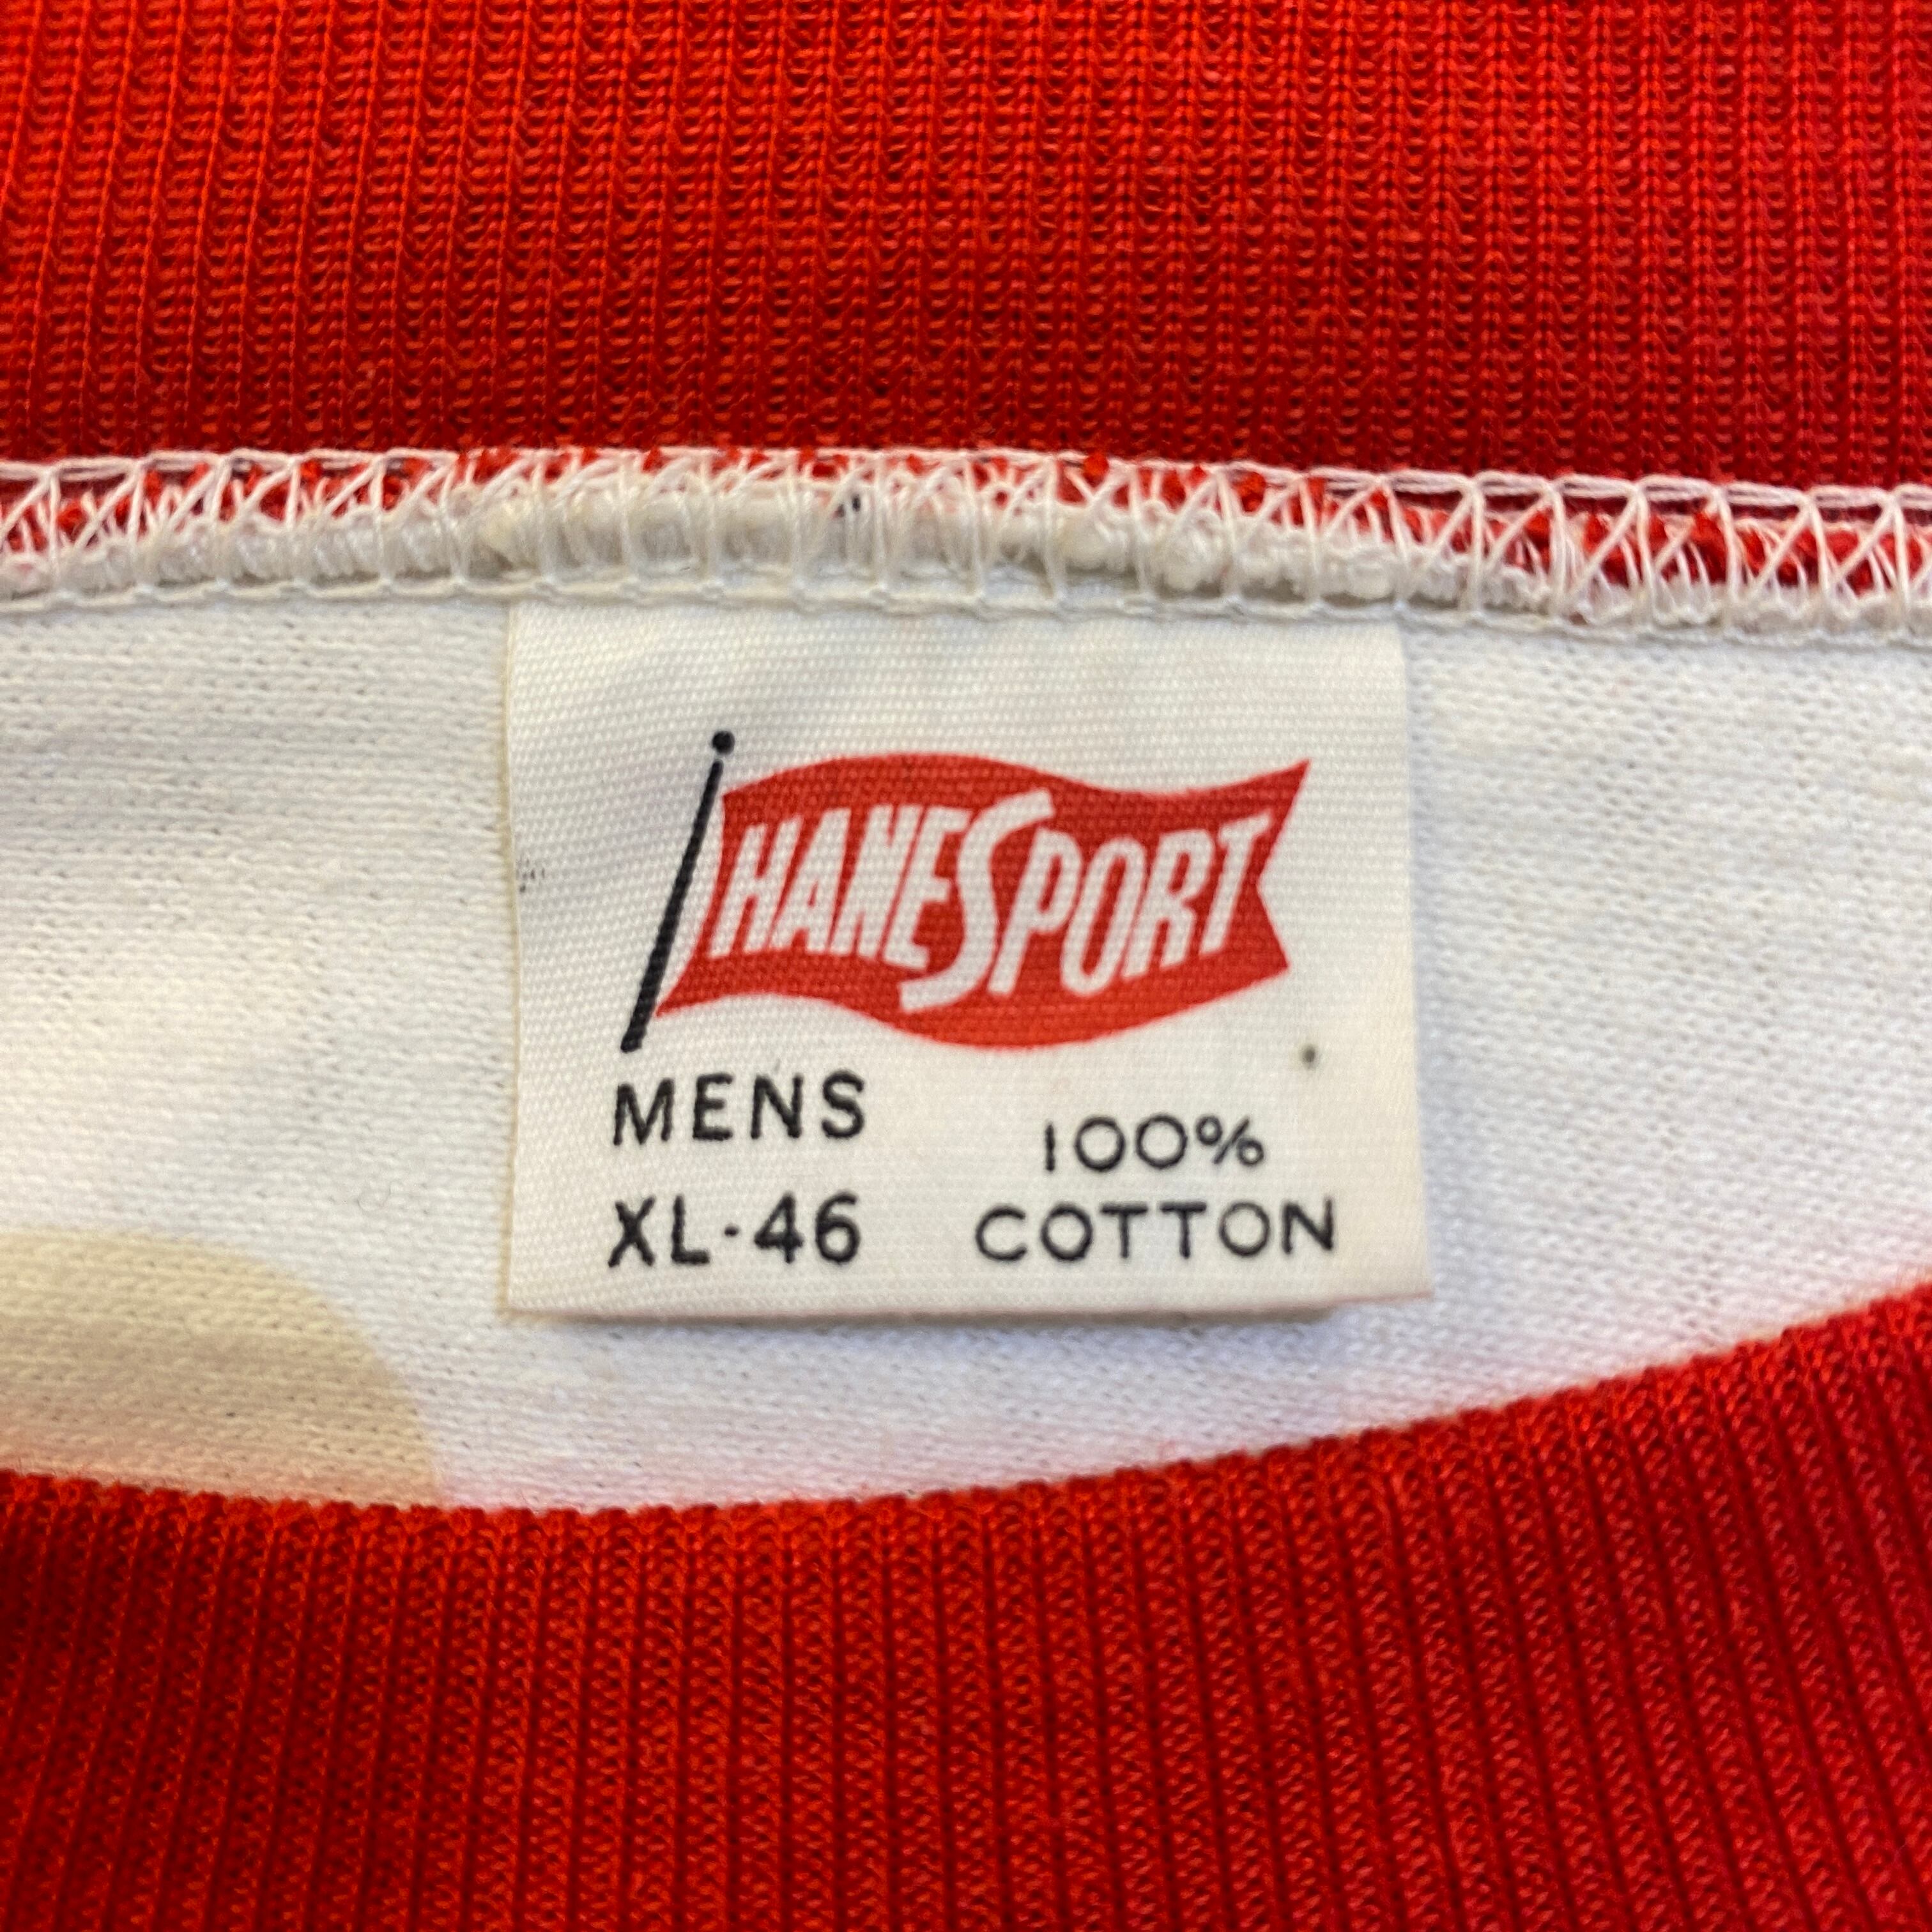 HANESPORT
MENS
XL-46
100%
COTTON